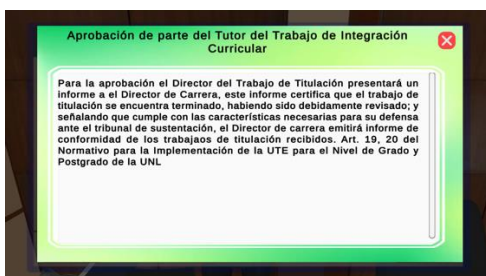 Aprobación de parte del Tutor del Trabajo de Integración
Curricular
Para la aprobación el Director del Trabajo de Titulación presentará un
informe a el Director de Carrera, este informe certifica que el trabajo de
titulación se encuentra terminado, habiendo sido debidamente revisado; y
señalando que cumple con las características necesarias para su defensa
ante el tribunal de sustentación, el Director de carrera emitirá informe de
conformidad de los trabajaos de titulación recibidos. Art. 19, 20 del
Normativo para la Implementación de la UTE para el Nivel de Grado y
Postgrado de la UNL